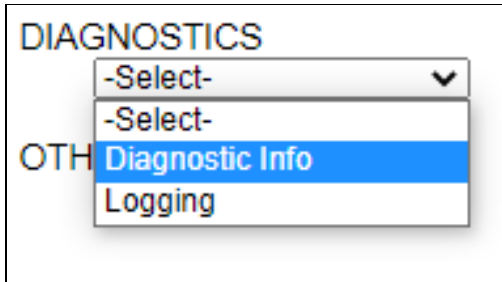 DIAGNOSTICS
-Select-
-Select-
OTH Diagnostic Info
Logging